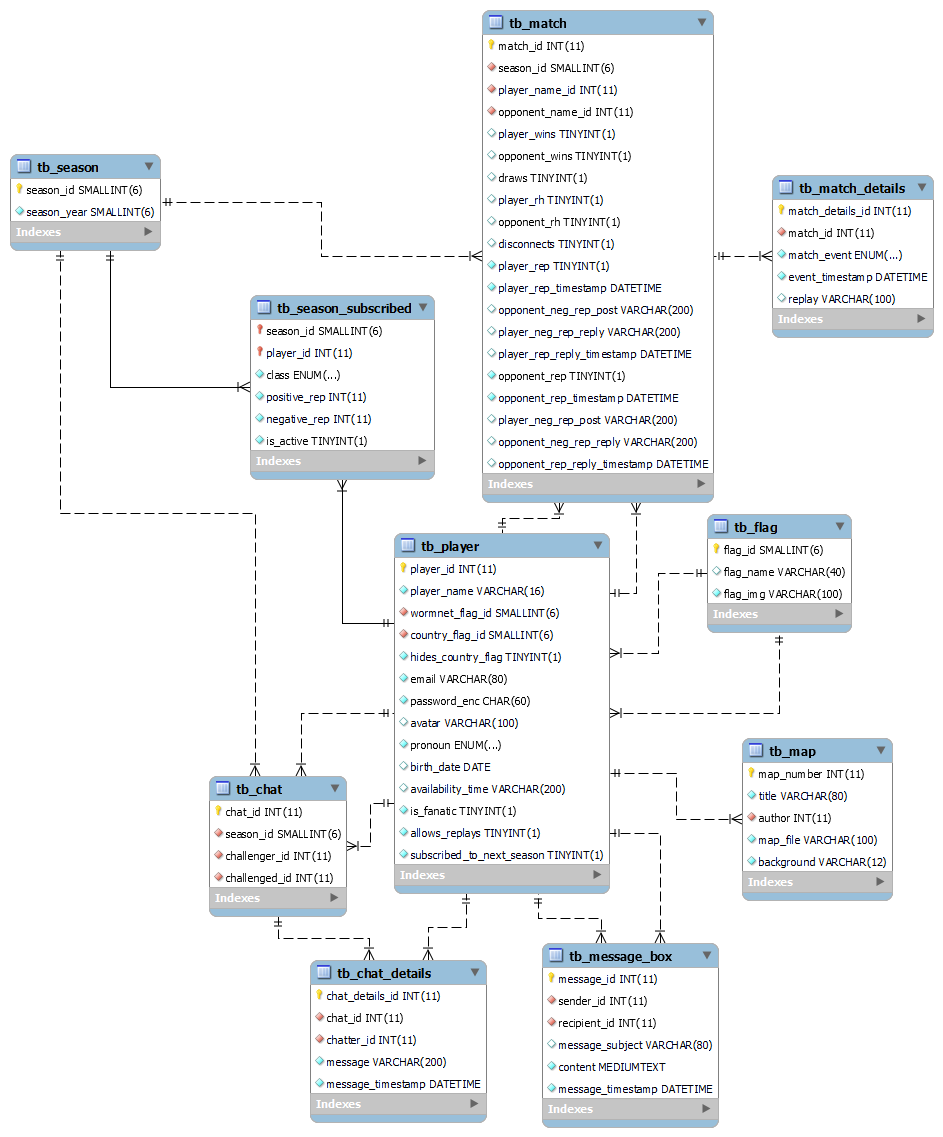 tb_match
match_id INT(11)
season_id SMALLINT(6)
player_name_id INT(11)
opponent_name_id INT(11)
player_wins TINYINT(1)
opponent_wins TINYINT(1)
draws TINYINT(1)
player_rh TINYINT(1)
opponent_rh TINYINT(1)
disconnects TINYINT(1)
player_rep TINYINT(1)
player_rep_timestamp DATETIME
opponent_neg_rep_post VARCHAR(200)
player_neg_rep_reply VARCHAR(200)
player_rep_reply_timestamp DATETIME
opponent_rep TINYINT(1)
opponent_rep_timestamp DATETIME
player_neg_rep_post VARCHAR(200)
opponent_neg_rep_reply VARCHAR(200)
opponent_rep_reply_timestamp DATETIME
Indexes
tb_season
season_id SMALLINT(6)
season_year SMALLINT(6)
Indexes
tb_match_details
match_details_id INT(11)
match_id INT(11)
match_event ENUM(...)
event_timestamp DATETIME
replay VARCHAR(100)
Indexes
tb_season_subscribed
season_id SMALLINT(6)
player_id INT(11)
class ENUM(...)
positive_rep INT(11)
negative_rep INT(11)
is_active TINYINT(1)
Indexes
tb_player
player_id INT(11)
player_name VARCHAR(16)
wormnet_flag_id SMALLINT(6)
country_flag_id SMALLINT(6)
hides_country_flag TINYINT(1)
email VARCHAR(80)
password_enc CHAR(60)
avatar VARCHAR(100)
pronoun ENUM(...)
birth_date DATE
availability_time VARCHAR(200)
is_fanatic TINYINT(1)
allows_replays TINYINT(1)
subscribed_to_next_season TINYINT(1)
Indexes
tb_flag
flag_id SMALLINT(6)
flag_name VARCHAR(40)
flag_img VARCHAR(100)
Indexes
tb_map
map_number INT(11)
title VARCHAR(80)
author INT(11)
map_file VARCHAR(100)
background VARCHAR(12)
Indexes
tb_chat
chat_id INT(11)
season_id SMALLINT(6)
challenger_id INT(11)
challenged_id INT(11)
Indexes
tb_chat_details
chat_details_id INT(11)
chat_id INT(11)
chatter_id INT(11)
message VARCHAR(200)
message_timestamp DATETIME
Indexes
tb_message_box
message_id INT(11)
sender_id INT(11)
recipient_id INT(11)
message_subject VARCHAR(80)
content MEDIUMTEXT
message_timestamp DATETIME
Indexes